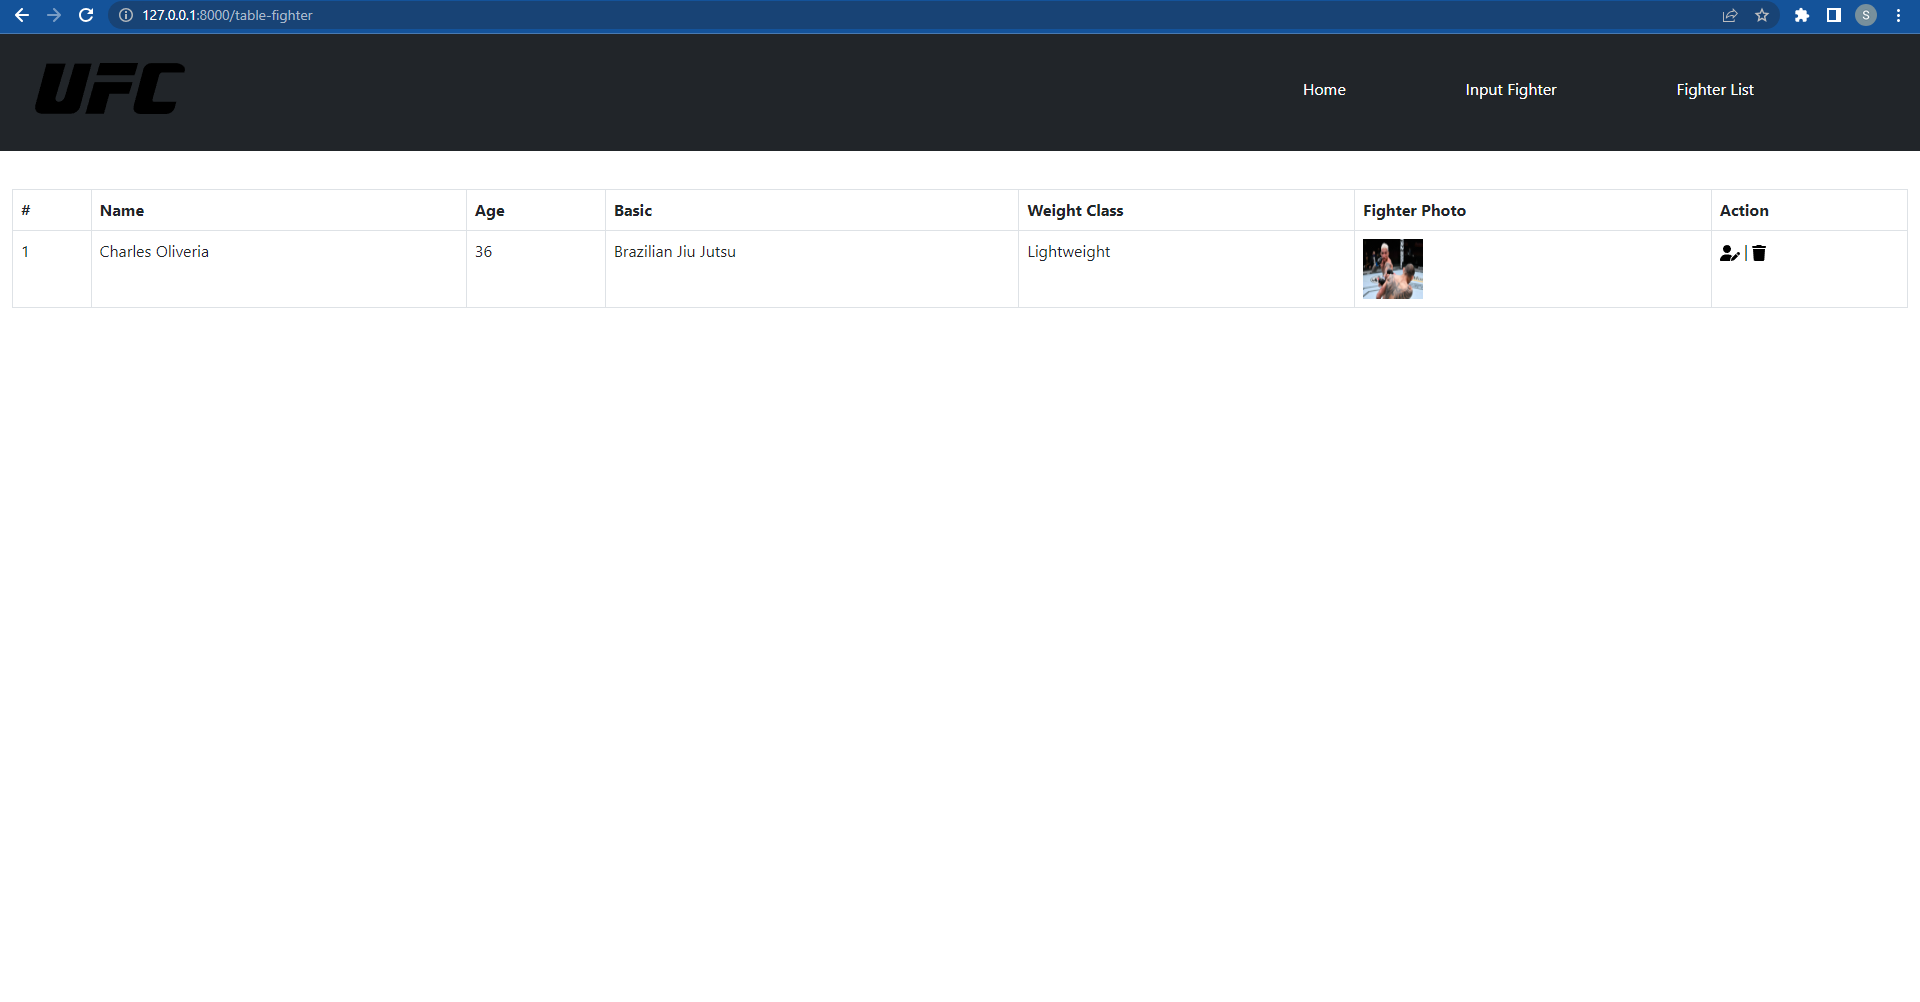 127.0.0.1:8000/table-fighter
S
UFC
Home Input Fighter Fighter List
# Name Age Basic Weight Class Fighter Photo Action
1 Charles Oliveria 36 Brazilian Jiu Jutsu Lightweight |